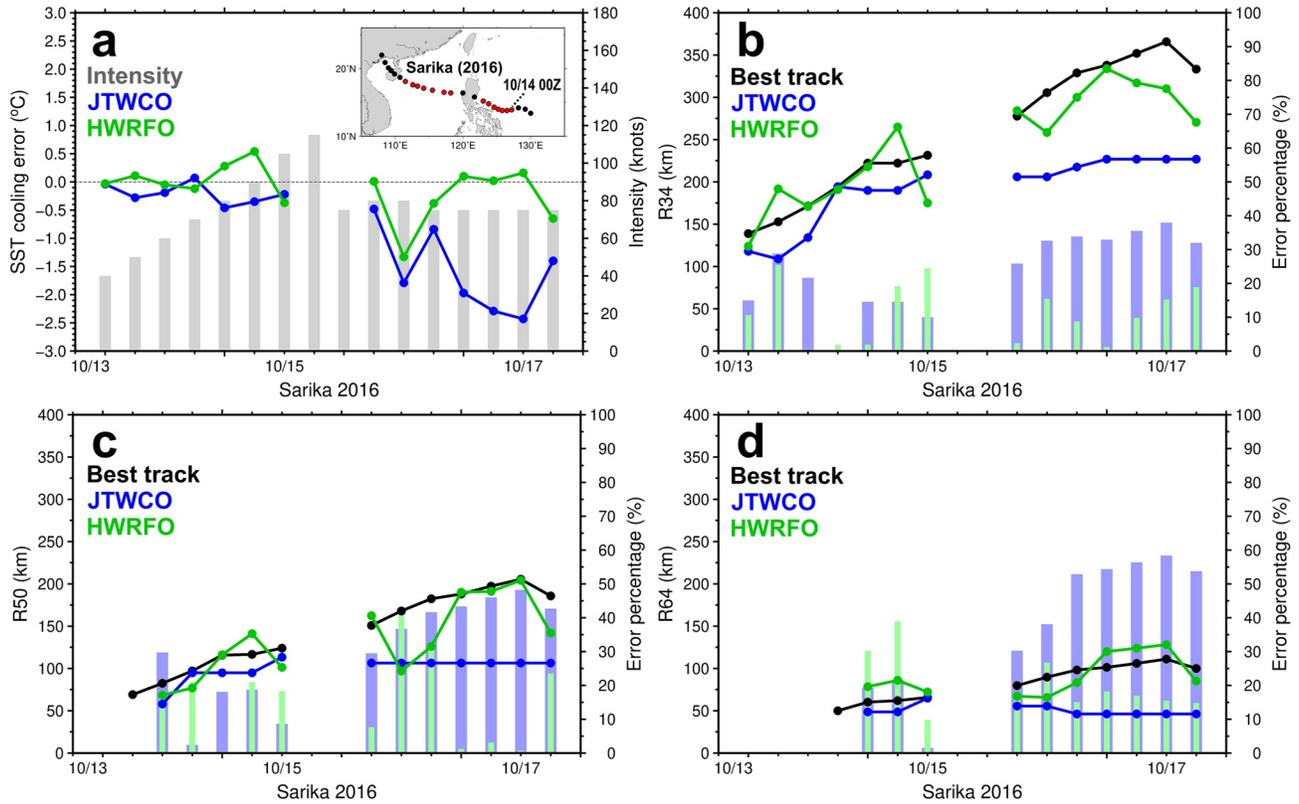 a
Intensity
JTWCO
HWRFO
SST cooling error (ºC)
3.0
2.5
2.0
1.5
1.0
0.5
0.0
−0.5
−1.0
−1.5
−2.0
−2.5
−3.0
Sarika (2016)
10/14 00Z
20°N
10°N
110°E
120°E
130°E
180
160
140
120
100
80
60
40
20
0
Intensity (knots)
10/13
10/15
10/17
Sarika 2016
b
Best track
JTWCO
HWRFO
R34 (km)
400
350
300
250
200
150
100
50
0
100
90
80
70
60
50
40
30
20
10
0
Error percentage (%)
10/13
10/15
10/17
Sarika 2016
c
Best track
JTWCO
HWRFO
R50 (km)
400
350
300
250
200
150
100
50
0
100
90
80
70
60
50
40
30
20
10
0
Error percentage (%)
10/13
10/15
10/17
Sarika 2016
d
Best track
JTWCO
HWRFO
R64 (km)
400
350
300
250
200
150
100
50
0
100
90
80
70
60
50
40
30
20
10
0
Error percentage (%)
10/13
10/15
10/17
Sarika 2016